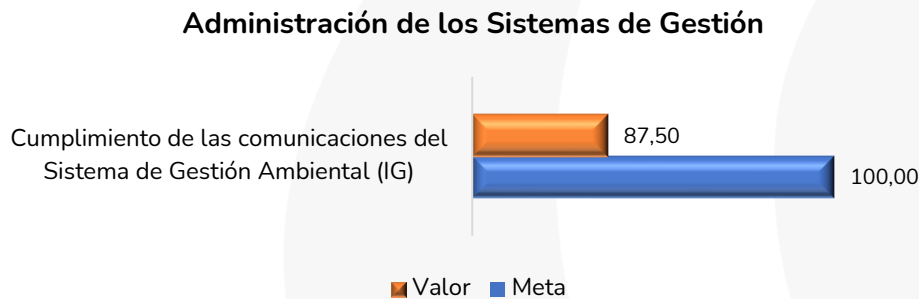 Administración de los Sistemas de Gestión
Cumplimiento de las comunicaciones del
Sistema de Gestión Ambiental (IG)
87,50
100,00
Valor
Meta